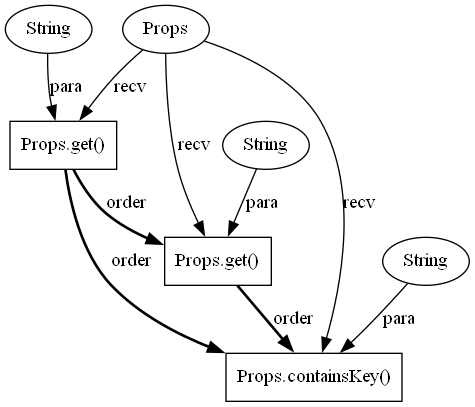 String
Props
para
recv
Props.get()
String
recv
order
para
recv
Props.get()
String
order
order
para
Props.containsKey()